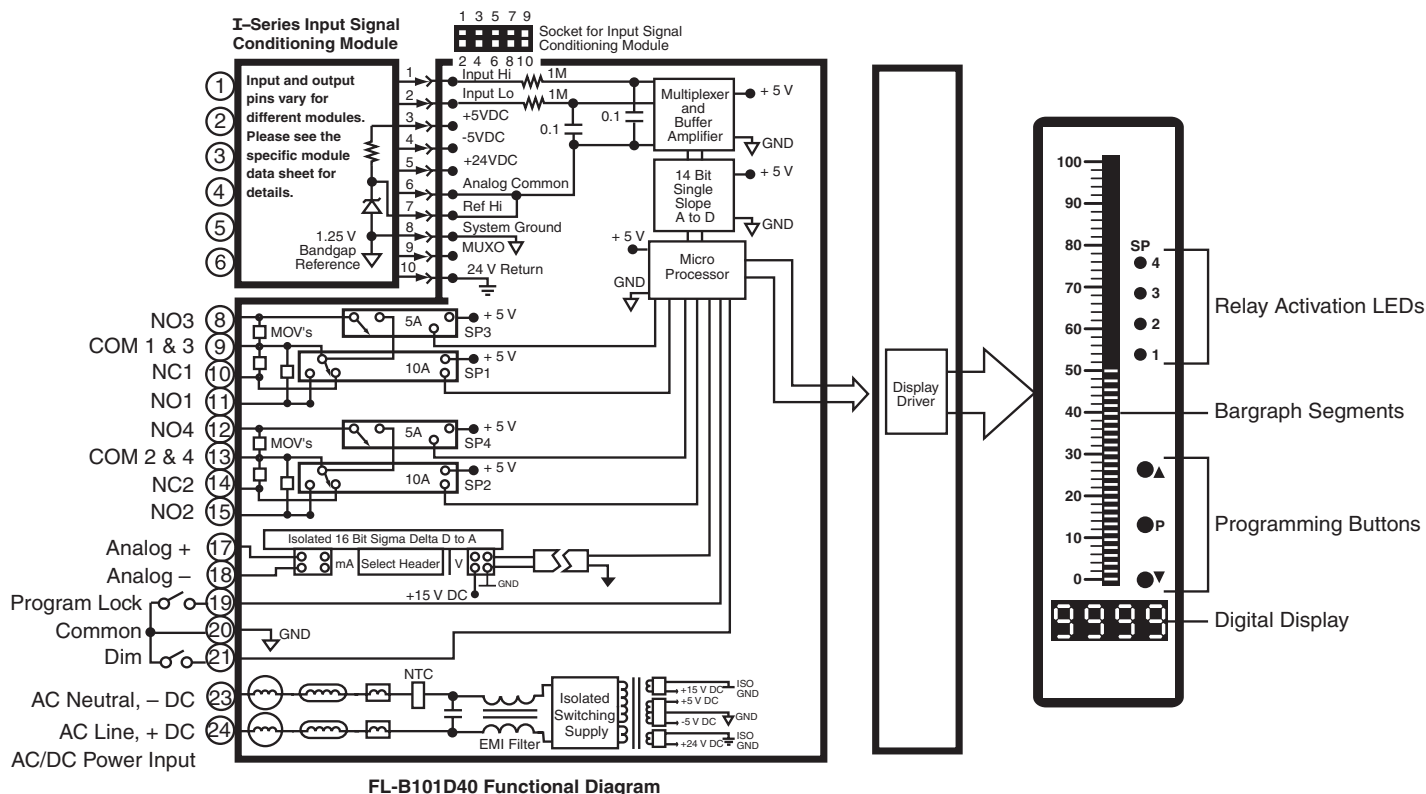 I–Series Input Signal
Conditioning Module
1 3 5 7 9
Socket for Input Signal
Conditioning Module
2 4 6 8 10
1
2
3
4
5
6
Input and output
pins vary for
different modules.
Please see the
specific module
data sheet for
details.
1.25 V
Bandgap
Reference
1
2
3
4
5
6
7
8
9
10
Input Hi
1M
Input Lo
1M
+5VDC
-5VDC
+24VDC
Analog Common
Ref Hi
System Ground
MUXO
24 V Return
0.1
0.1
Multiplexer
and
Buffer
Amplifier
+ 5 V
GND
14 Bit
Single
Slope
A to D
+ 5 V
GND
+ 5 V
Micro
Processor
GND
NO3 8
COM 1 & 3 9
NC1 10
NO1 11
MOV's
5A
+ 5 V
SP3
10A
+ 5 V
SP1
NO4 12
COM 2 & 4 13
NC2 14
NO2 15
MOV's
5A
+ 5 V
SP4
10A
+ 5 V
SP2
Isolated 16 Bit Sigma Delta D to A
Analog + 17
Analog – 18
mA
Select Header
V
GND
+15 V DC
Program Lock 19
Common 20
GND
Dim 21
AC Neutral, – DC 23
AC Line, + DC 24
AC/DC Power Input
NTC
EMI Filter
Isolated
Switching
Supply
+15 V DC
ISO
GND
+5 V DC
GND
-5 V DC
+24 V DC
ISO
GND
FL-B101D40 Functional Diagram
Display
Driver
100
90
80
70
60
50
40
30
20
10
0
SP
4
3
2
1
P
9999
Relay Activation LEDs
Bargraph Segments
Programming Buttons
Digital Display